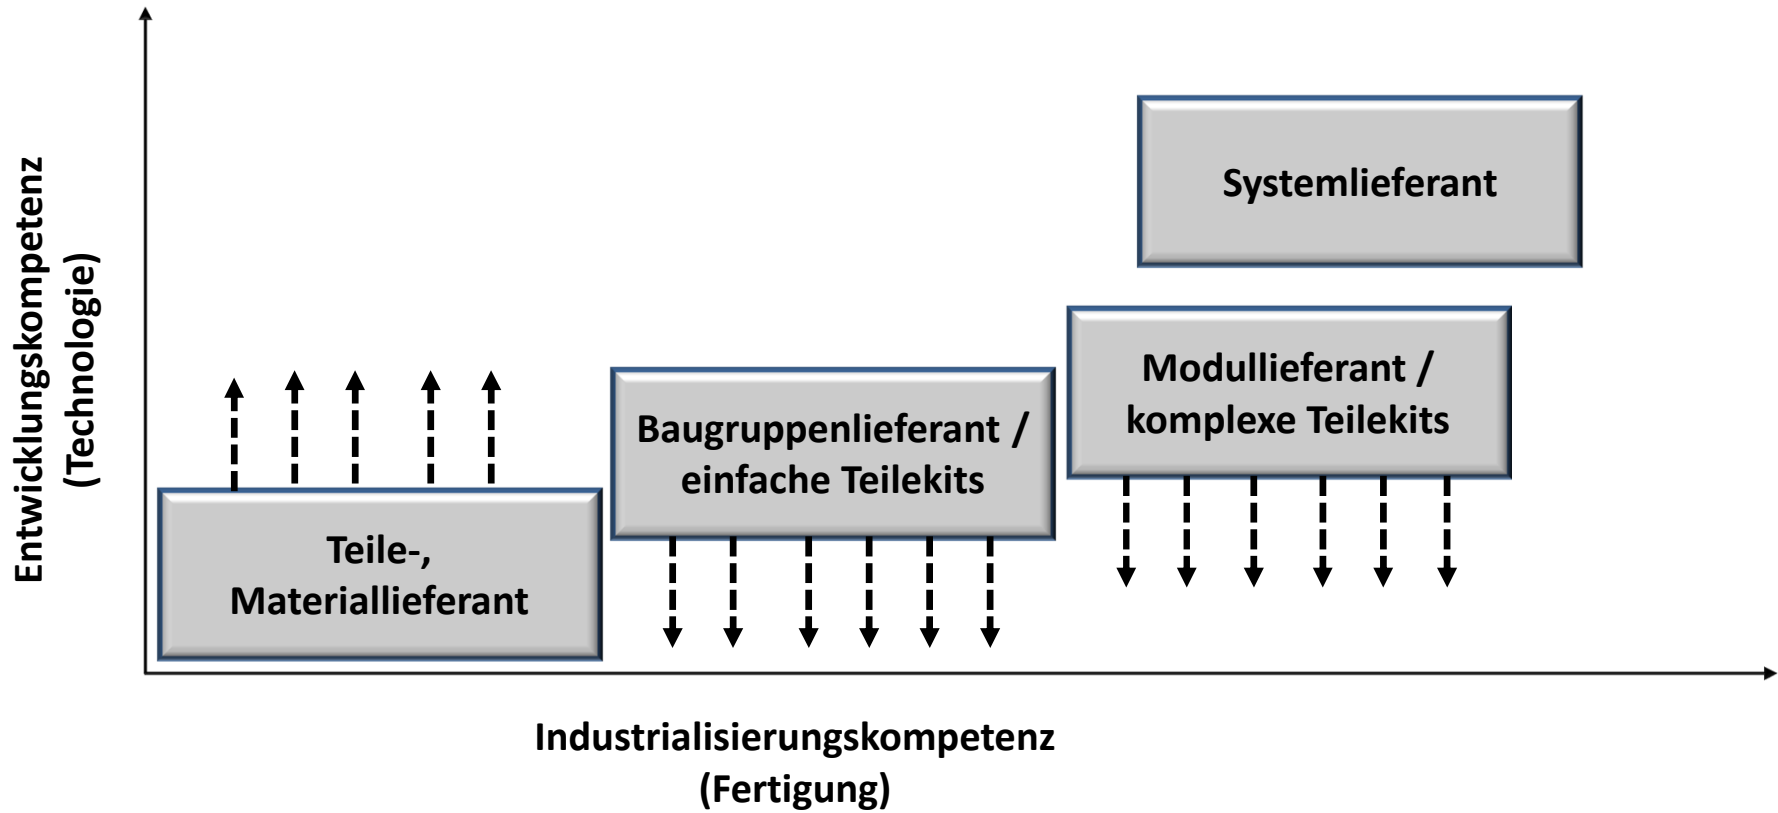 Entwicklungskompetenz
(Technologie)
Systemlieferant
Modullieferant /
komplexe Teilekits
Baugruppenlieferant /
einfache Teilekits
Teile-,
Materiallieferant
Industrialisierungskompetenz
(Fertigung)